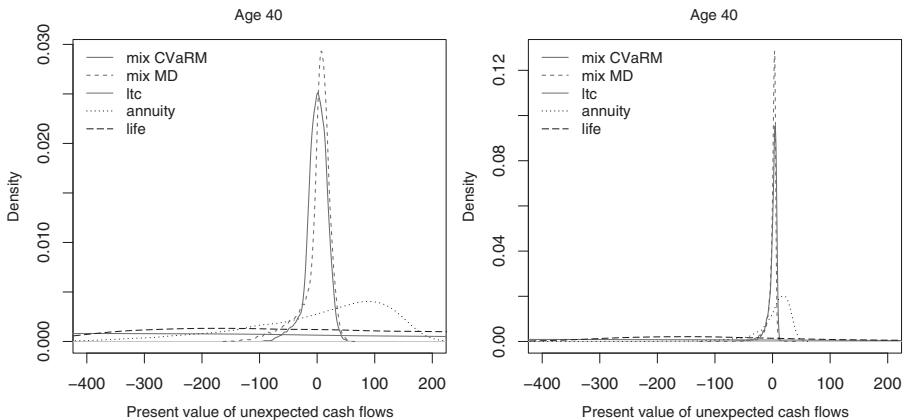 Age 40
0.030
0.020
0.010
0.000
Density
mix CVaRM
mix MD
ltc
annuity
life
−400 −300 −200 −100 0 100 200
Present value of unexpected cash flows
Age 40
0.12
0.08
0.04
0.00
Density
mix CVaRM
mix MD
ltc
annuity
life
−400 −300 −200 −100 0 100 200
Present value of unexpected cash flows